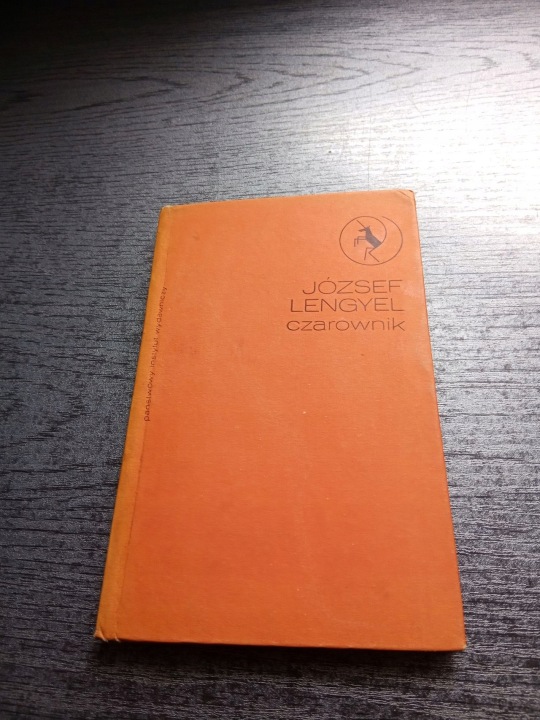 JÓZSEF
LENGYEL
czarownik
państwowy instytut wydawniczy